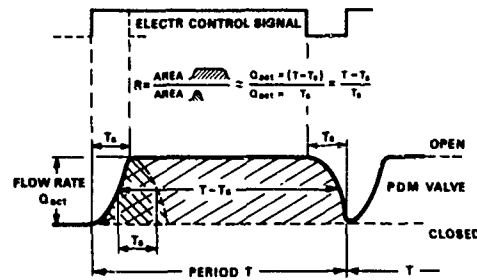 ELECTR CONTROL SIGNAL
R = AREA / AREA ≈ Qact = (T-Ts) / Qact = Ts = T-Ts / Ts
Ts
Ts
OPEN
FLOW RATE
Qact
T-Ts
PDM VALVE
Ts
CLOSED
PERIOD T
T